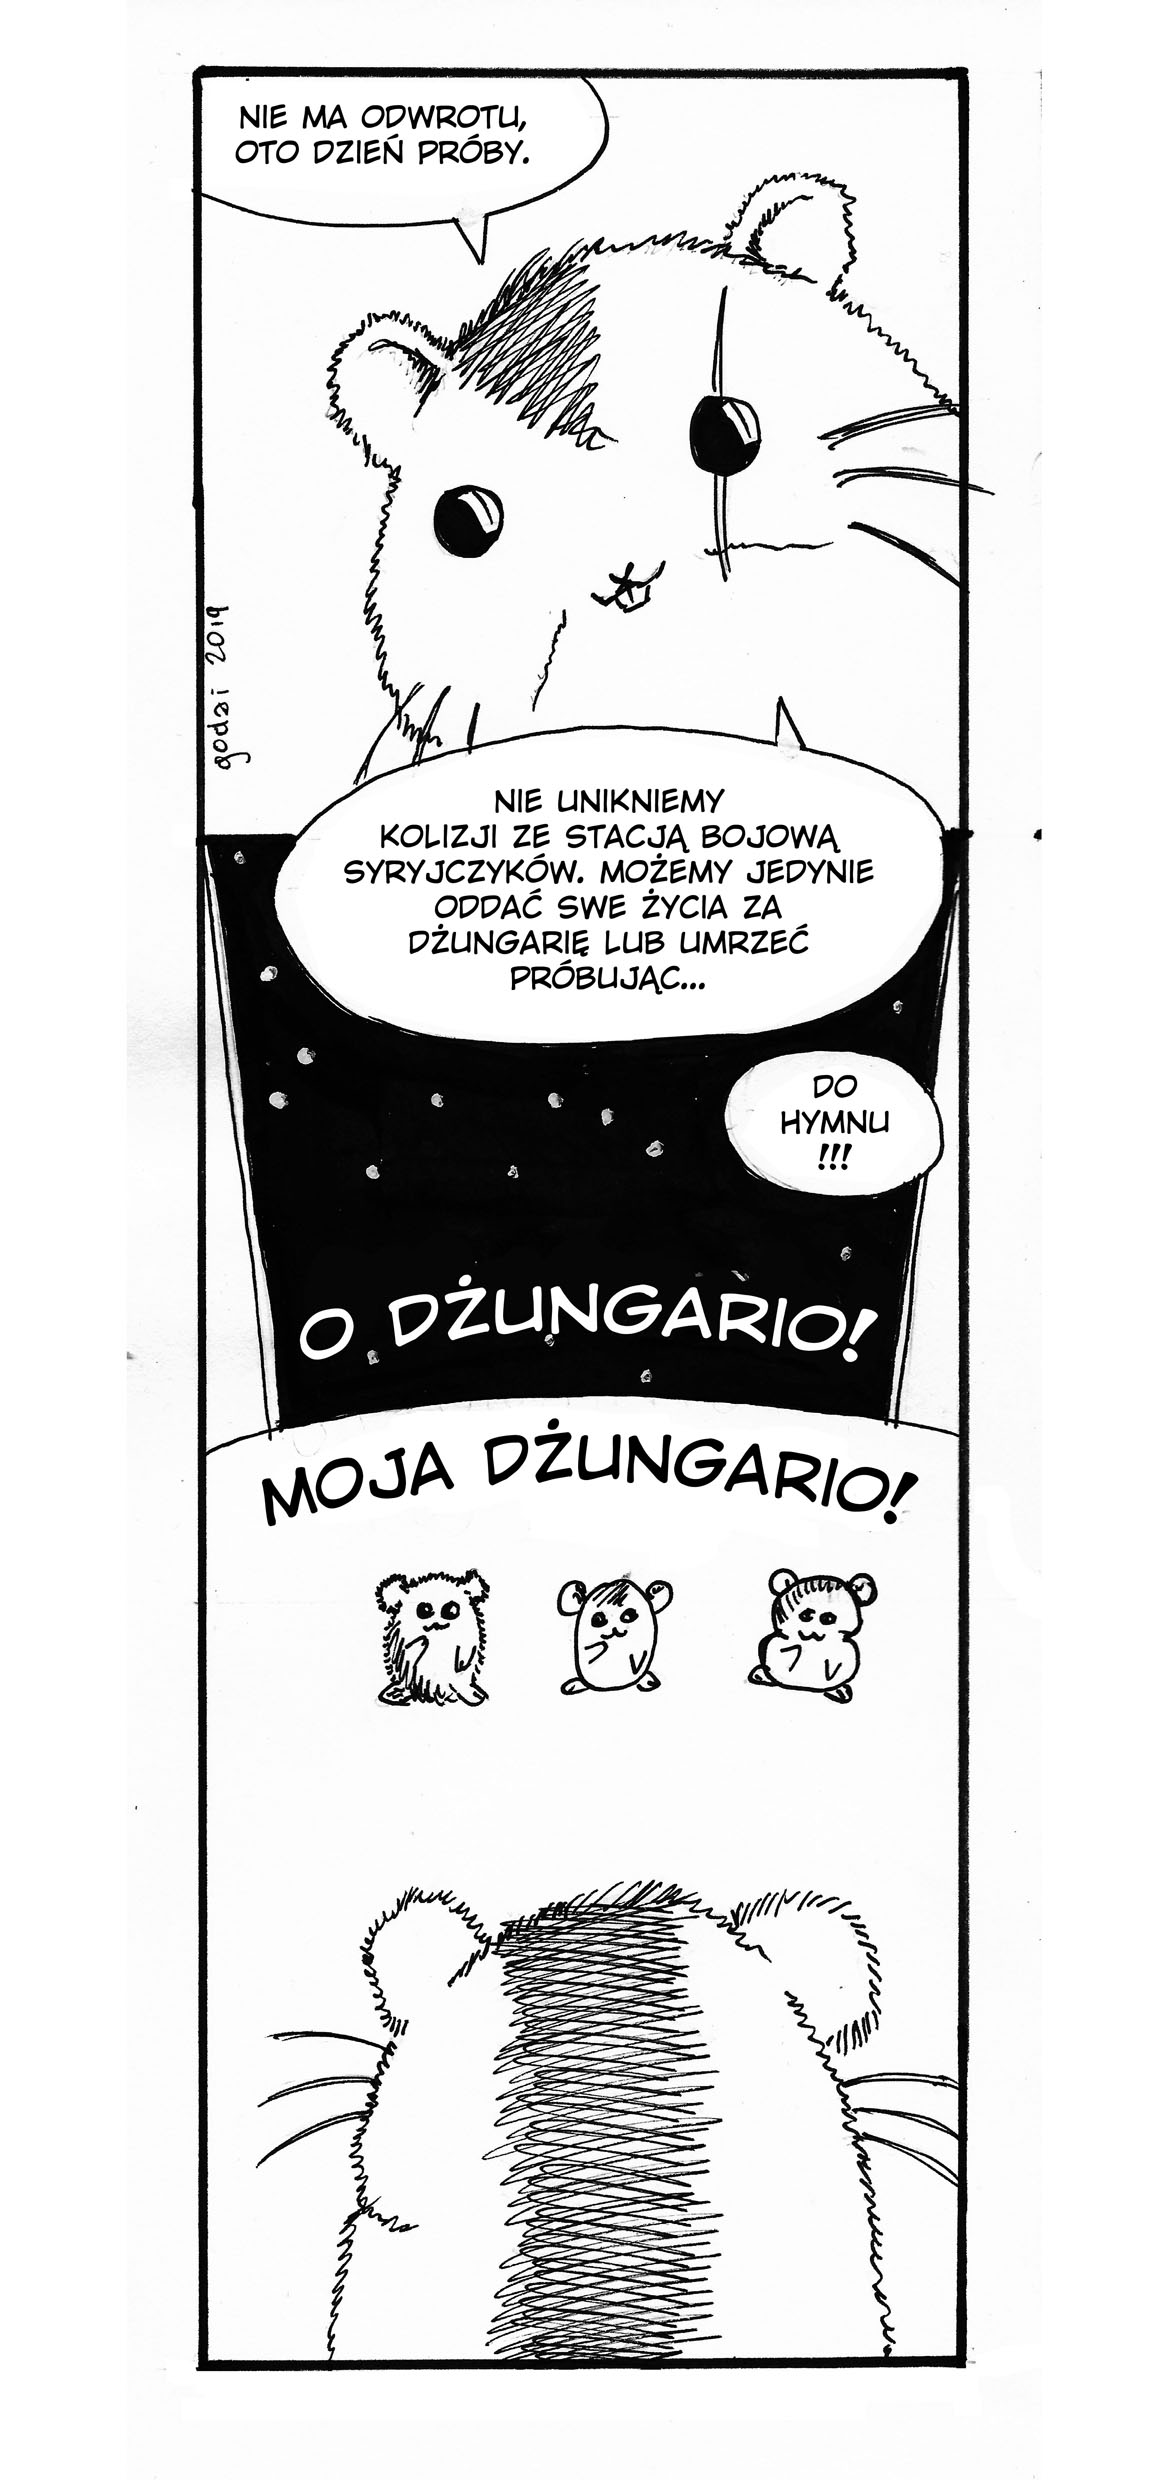 NIE MA ODWROTU,
OTO DZIEŃ PRÓBY.
godai 2019
NIE UNIKNIEMY
KOLIZJI ZE STACJĄ BOJOWĄ
SYRYJCZYKÓW. MOŻEMY JEDYNIE
ODDAĆ SWE ŻYCIA ZA
DŻUNGARIĘ LUB UMRZEĆ
PRÓBUJĄC...
DO
HYMNU
!!!
O DŻUNGARIO!
MOJA DŻUNGARIO!